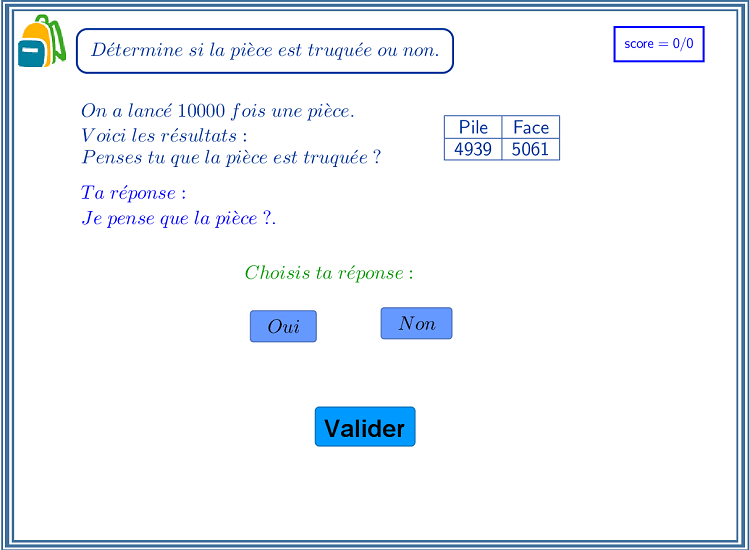 Détermine si la pièce est truquée ou non.
score = 0/0
On a lancé 10000 fois une pièce.
Voici les résultats :
Penses tu que la pièce est truquée ?
Pile Face
4939 5061
Ta réponse :
Je pense que la pièce ?.
Choisis ta réponse :
Oui Non
Valider